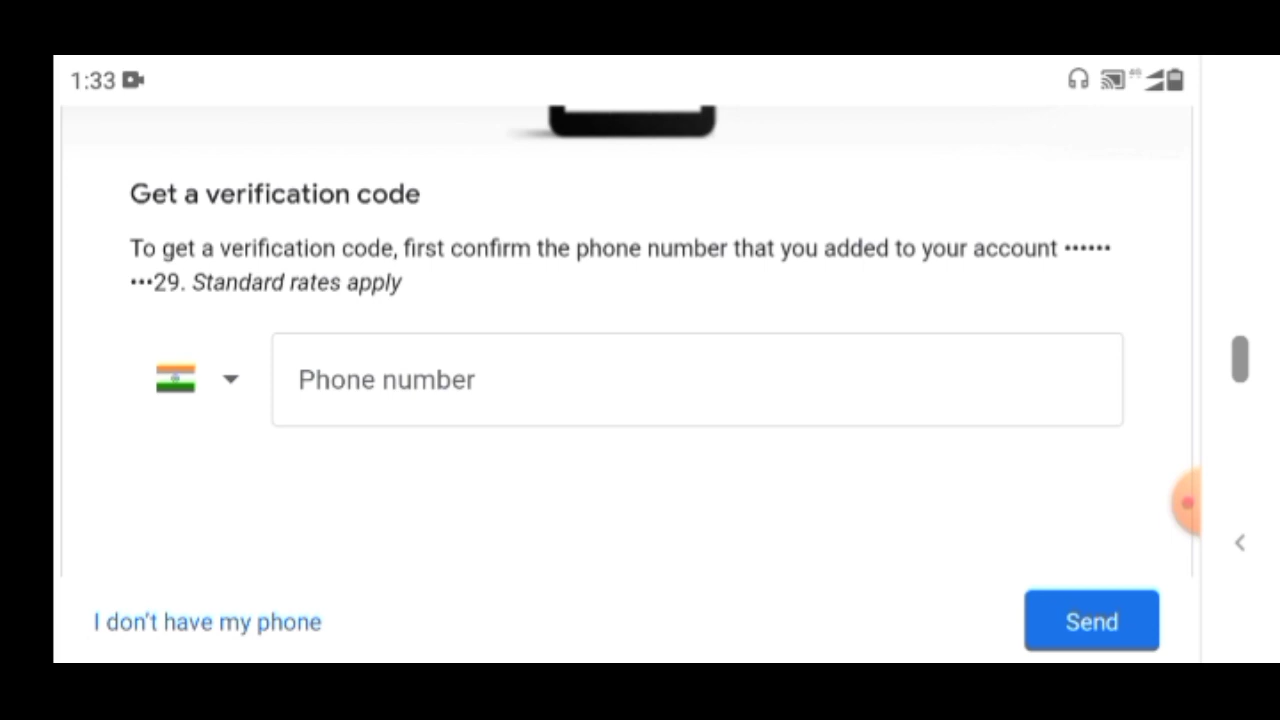 1:33
Get a verification code
To get a verification code, first confirm the phone number that you added to your account ••••••
•••29. Standard rates apply
Phone number
I don't have my phone
Send